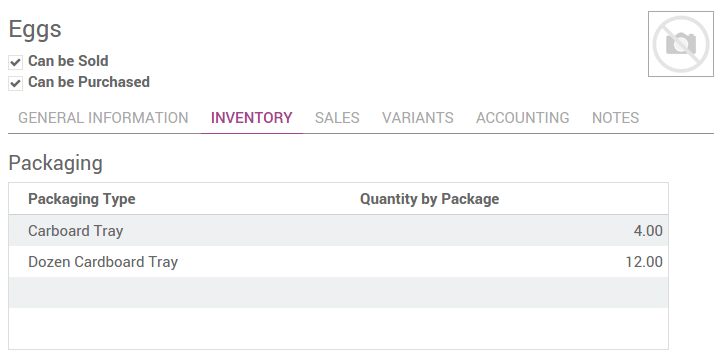 Eggs
Can be Sold
Can be Purchased
GENERAL INFORMATION INVENTORY SALES VARIANTS ACCOUNTING NOTES
Packaging
Packaging Type Quantity by Package
Carboard Tray 4.00
Dozen Cardboard Tray 12.00